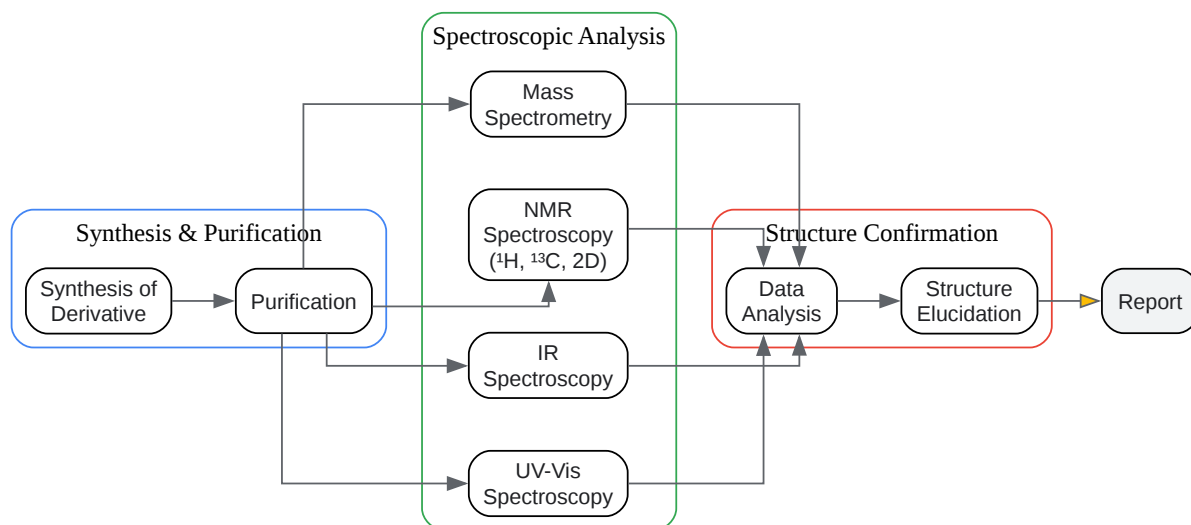 Spectroscopic Analysis
Mass
Spectrometry
NMR
Spectroscopy
(¹H, ¹³C, 2D)
IR
Spectroscopy
UV-Vis
Spectroscopy
Synthesis & Purification
Synthesis of
Derivative
Purification
Structure Confirmation
Data
Analysis
Structure
Elucidation
Report